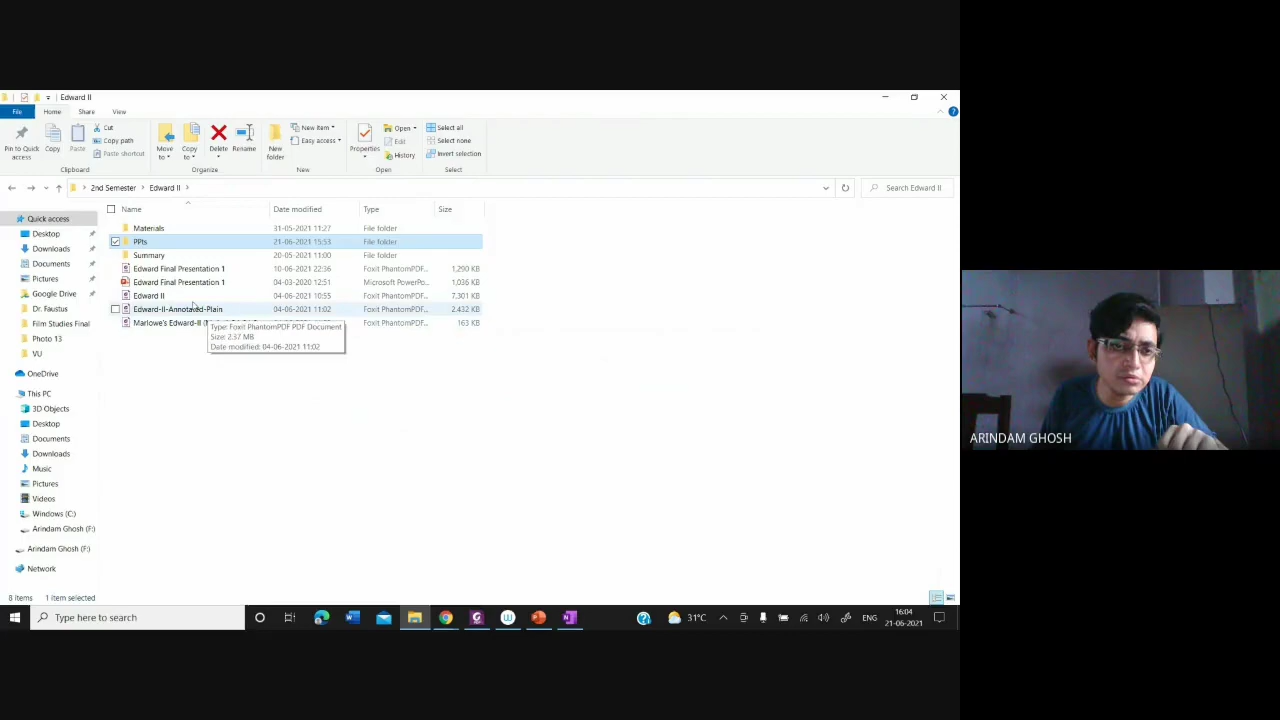 Edward II
File Home Share View
Pin to Quick access
Copy
Paste
Cut
Copy path
Paste shortcut
Clipboard
Move to
Copy to
Delete
Rename
Organize
New folder
New item
Easy access
New
Properties
Open
Edit
History
Open
Select all
Select none
Invert selection
Select
2nd Semester Edward II
Search Edward II
Name Date modified Type Size
Materials 31-05-2021 11:27 File folder
PPts 21-06-2021 15:53 File folder
Summary 20-05-2021 11:00 File folder
Edward Final Presentation 1 10-06-2021 22:36 Foxit PhantomPDF... 1,290 KB
Edward Final Presentation 1 04-03-2020 12:51 Microsoft PowerPo... 1,036 KB
Edward II 04-06-2021 10:55 Foxit PhantomPDF... 7,301 KB
Edward-II-Annotated-Plain 04-06-2021 11:02 Foxit PhantomPDF... 2,432 KB
Marlowe's Edward-II Foxit PhantomPDF... 163 KB
Type: Foxit PhantomPDF Document
Size: 2.37 MB
Date modified: 04-06-2021 11:02
Quick access
Desktop
Downloads
Documents
Pictures
Google Drive
Dr. Faustus
Film Studies Final
Photo 13
VU
OneDrive
This PC
3D Objects
Desktop
Documents
Downloads
Music
Pictures
Videos
Windows (C:)
Arindam Ghosh (F:)
Arindam Ghosh (F:)
Network
8 items 1 item selected
Type here to search
31°C
ENG
16:04
21-06-2021
ARINDAM GHOSH